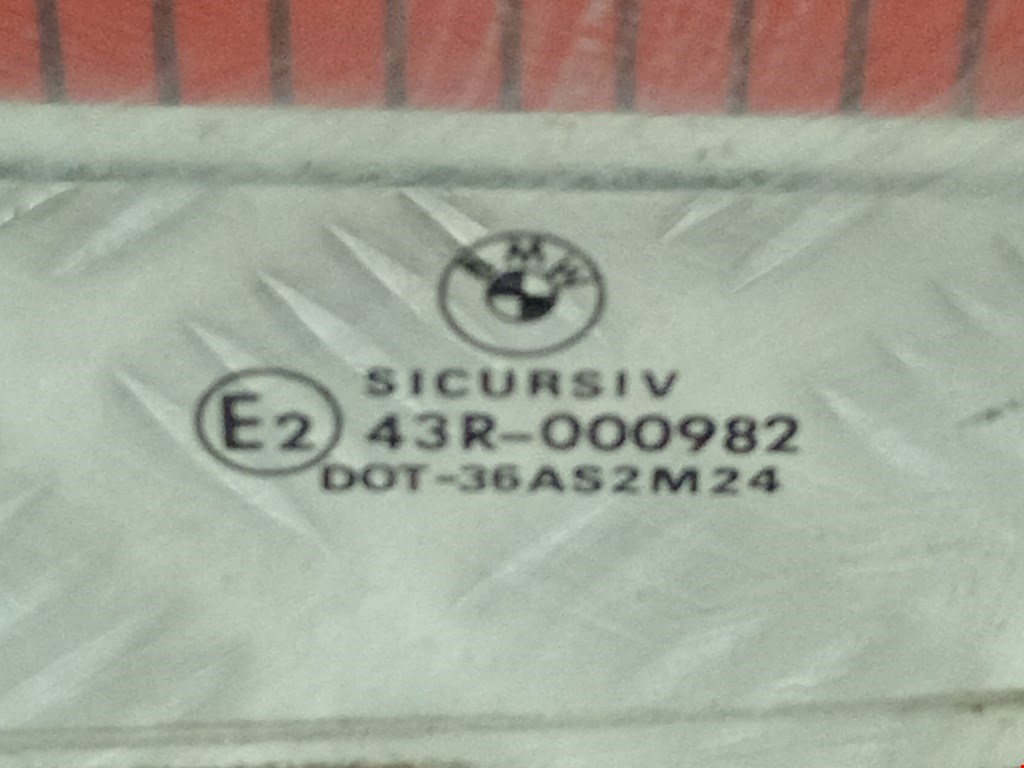 BMW
SICURSIV
E2 43R-000982
DOT-36AS2M24